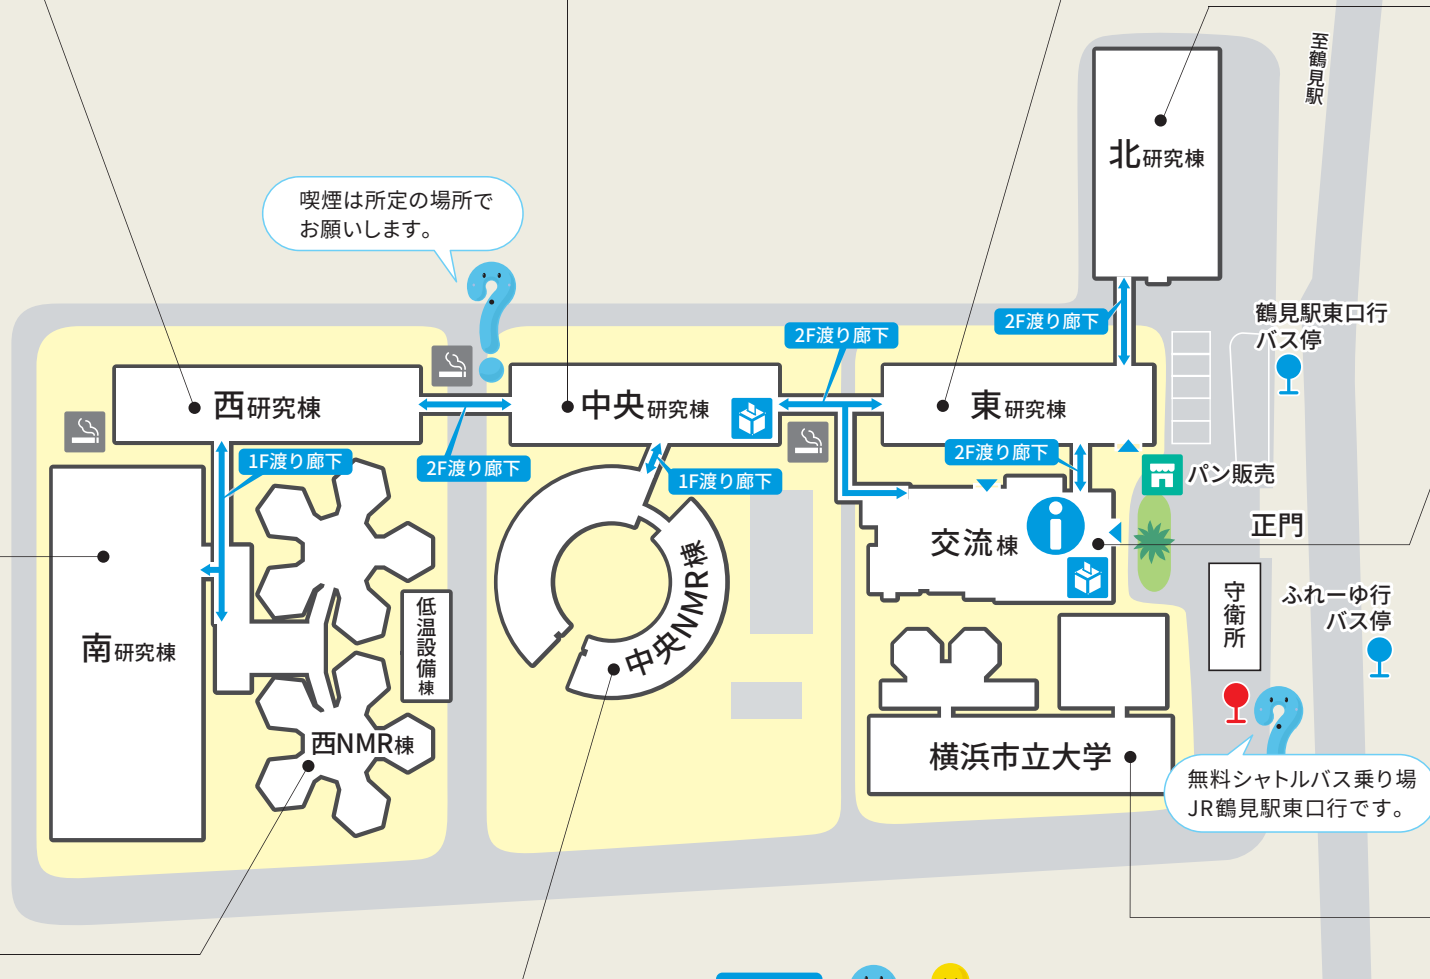 至鶴見駅
北研究棟
喫煙は所定の場所で
お願いします。
鶴見駅東口行
バス停
2F渡り廊下
2F渡り廊下
西研究棟
中央研究棟
東研究棟
1F渡り廊下
2F渡り廊下
1F渡り廊下
2F渡り廊下
パン販売
正門
交流棟
中央NMR棟
低温設備棟
守衛所
ふれーゆ行
バス停
南研究棟
西NMR棟
横浜市立大学
無料シャトルバス乗り場
JR鶴見駅東口行です。